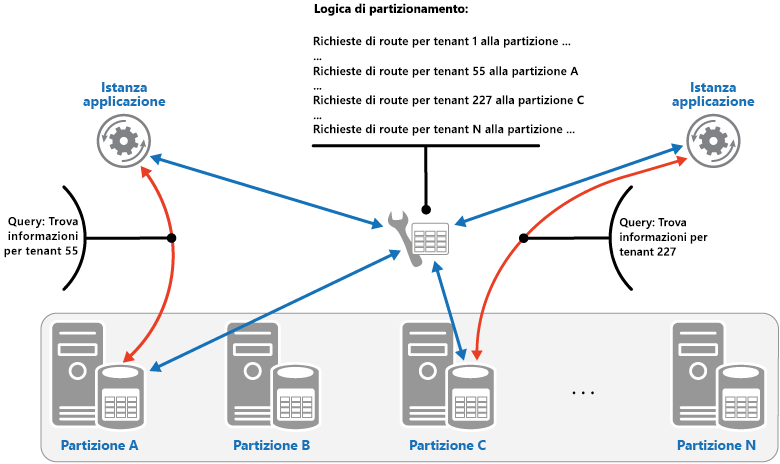 Logica di partizionamento:
Richieste di route per tenant 1 alla partizione ...
...
Richieste di route per tenant 55 alla partizione A
...
Richieste di route per tenant 227 alla partizione C
...
Richieste di route per tenant N alla partizione ...
Istanza
applicazione
Istanza
applicazione
Query: Trova
informazioni
per tenant 55
Query: Trova
informazioni per
tenant 227
...
Partizione A
Partizione B
Partizione C
Partizione N